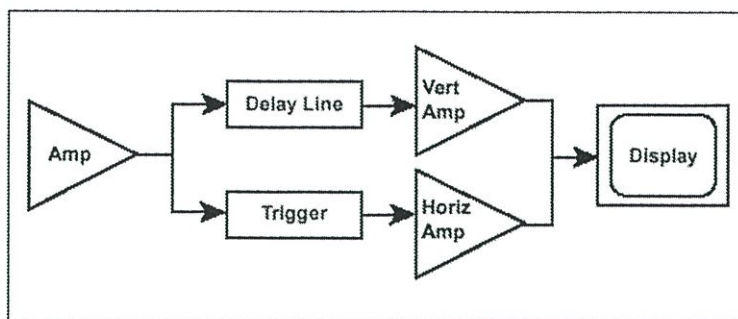 Amp
Delay Line
Vert
Amp
Trigger
Horiz
Amp
Display